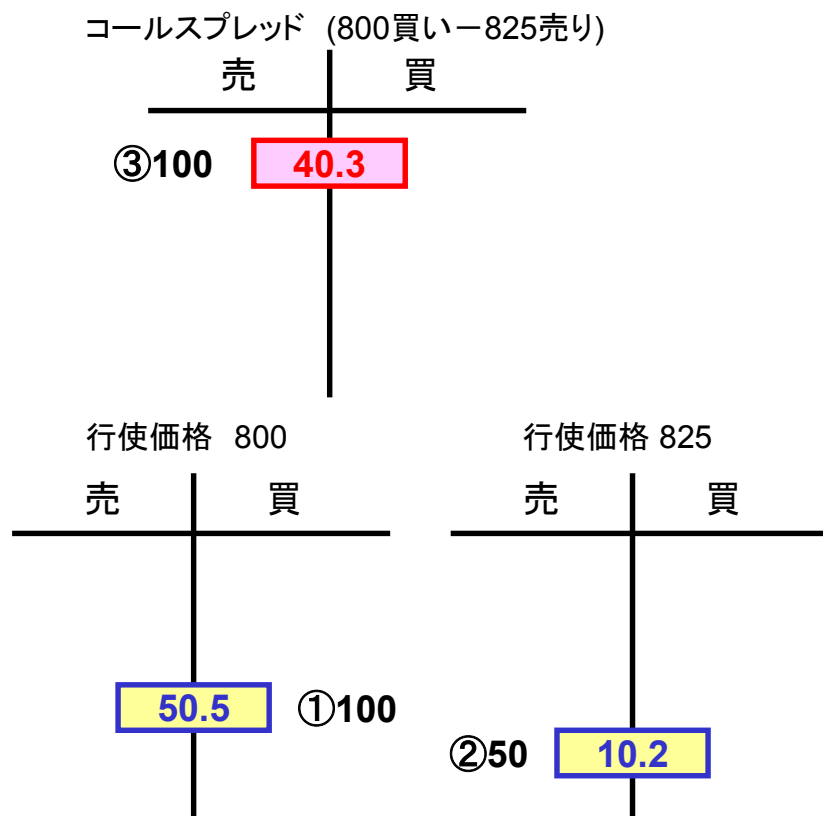 コールスプレッド (800買い－825売り)
売 買
③100 40.3
行使価格 800
売 買
50.5 ①100
行使価格 825
売 買
②50 10.2